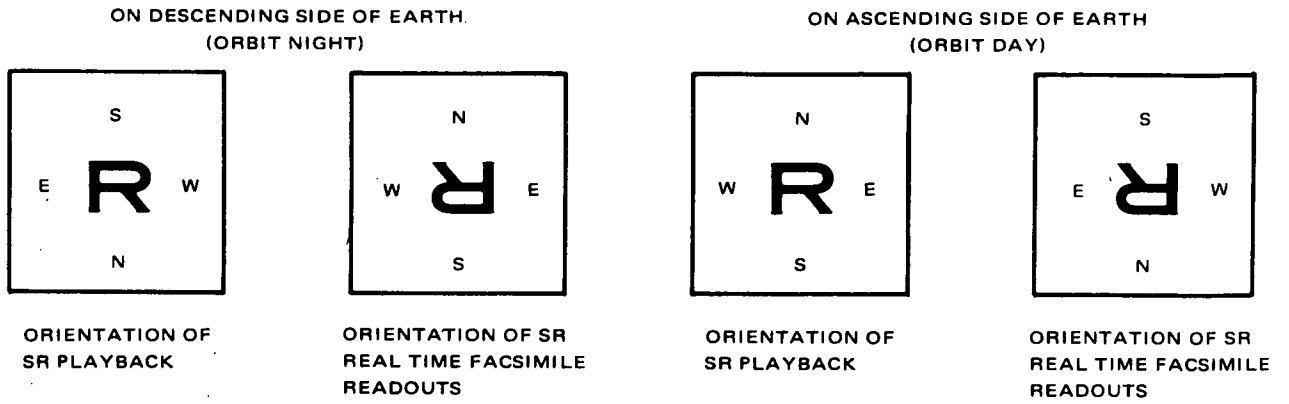 ON DESCENDING SIDE OF EARTH
(ORBIT NIGHT)
S
E R W
N
ORIENTATION OF
SR PLAYBACK
N
W R E
S
ORIENTATION OF SR
REAL TIME FACSIMILE
READOUTS
ON ASCENDING SIDE OF EARTH
(ORBIT DAY)
N
W R E
S
ORIENTATION OF
SR PLAYBACK
S
E R W
N
ORIENTATION OF SR
REAL TIME FACSIMILE
READOUTS